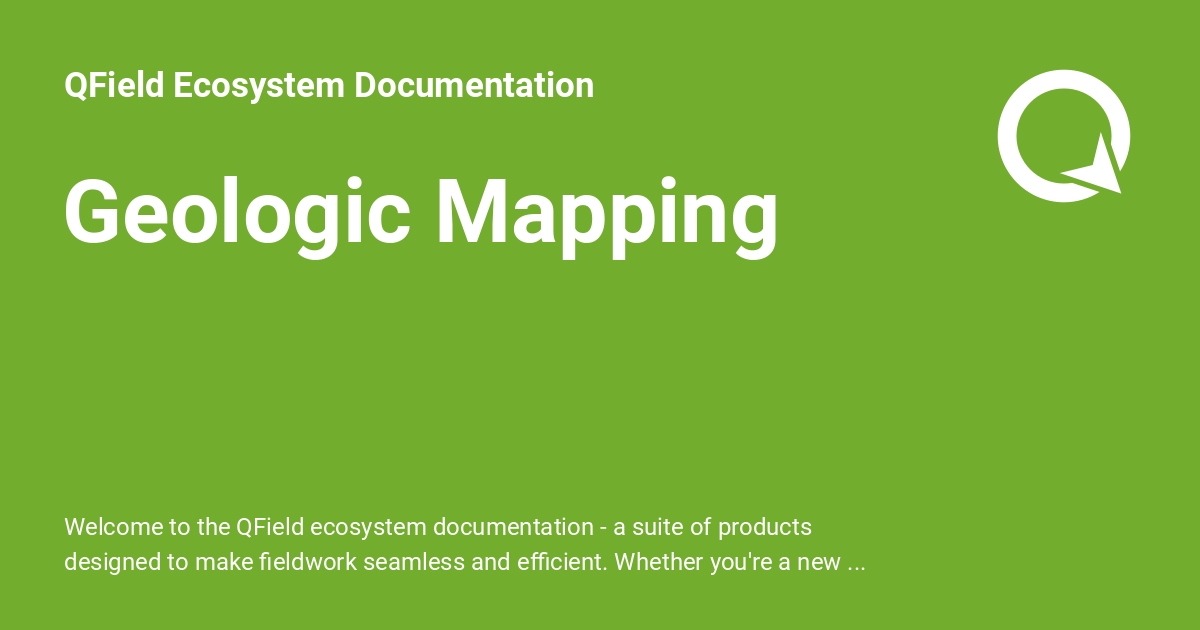 QField Ecosystem Documentation
Geologic Mapping
Welcome to the QField ecosystem documentation - a suite of products
designed to make fieldwork seamless and efficient. Whether you're a new ...